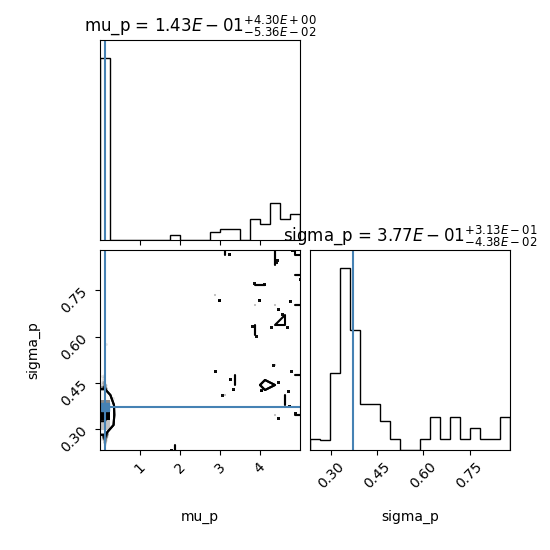 mu_p = 1.43E − 01+4.30E+00−5.36E−02
sigma_p = 3.77E − 01+3.13E−01−4.38E−02
0.75
0.60
0.45
0.30
sigma_p
1 2 3 4
0.30 0.45 0.60 0.75
mu_p sigma_p